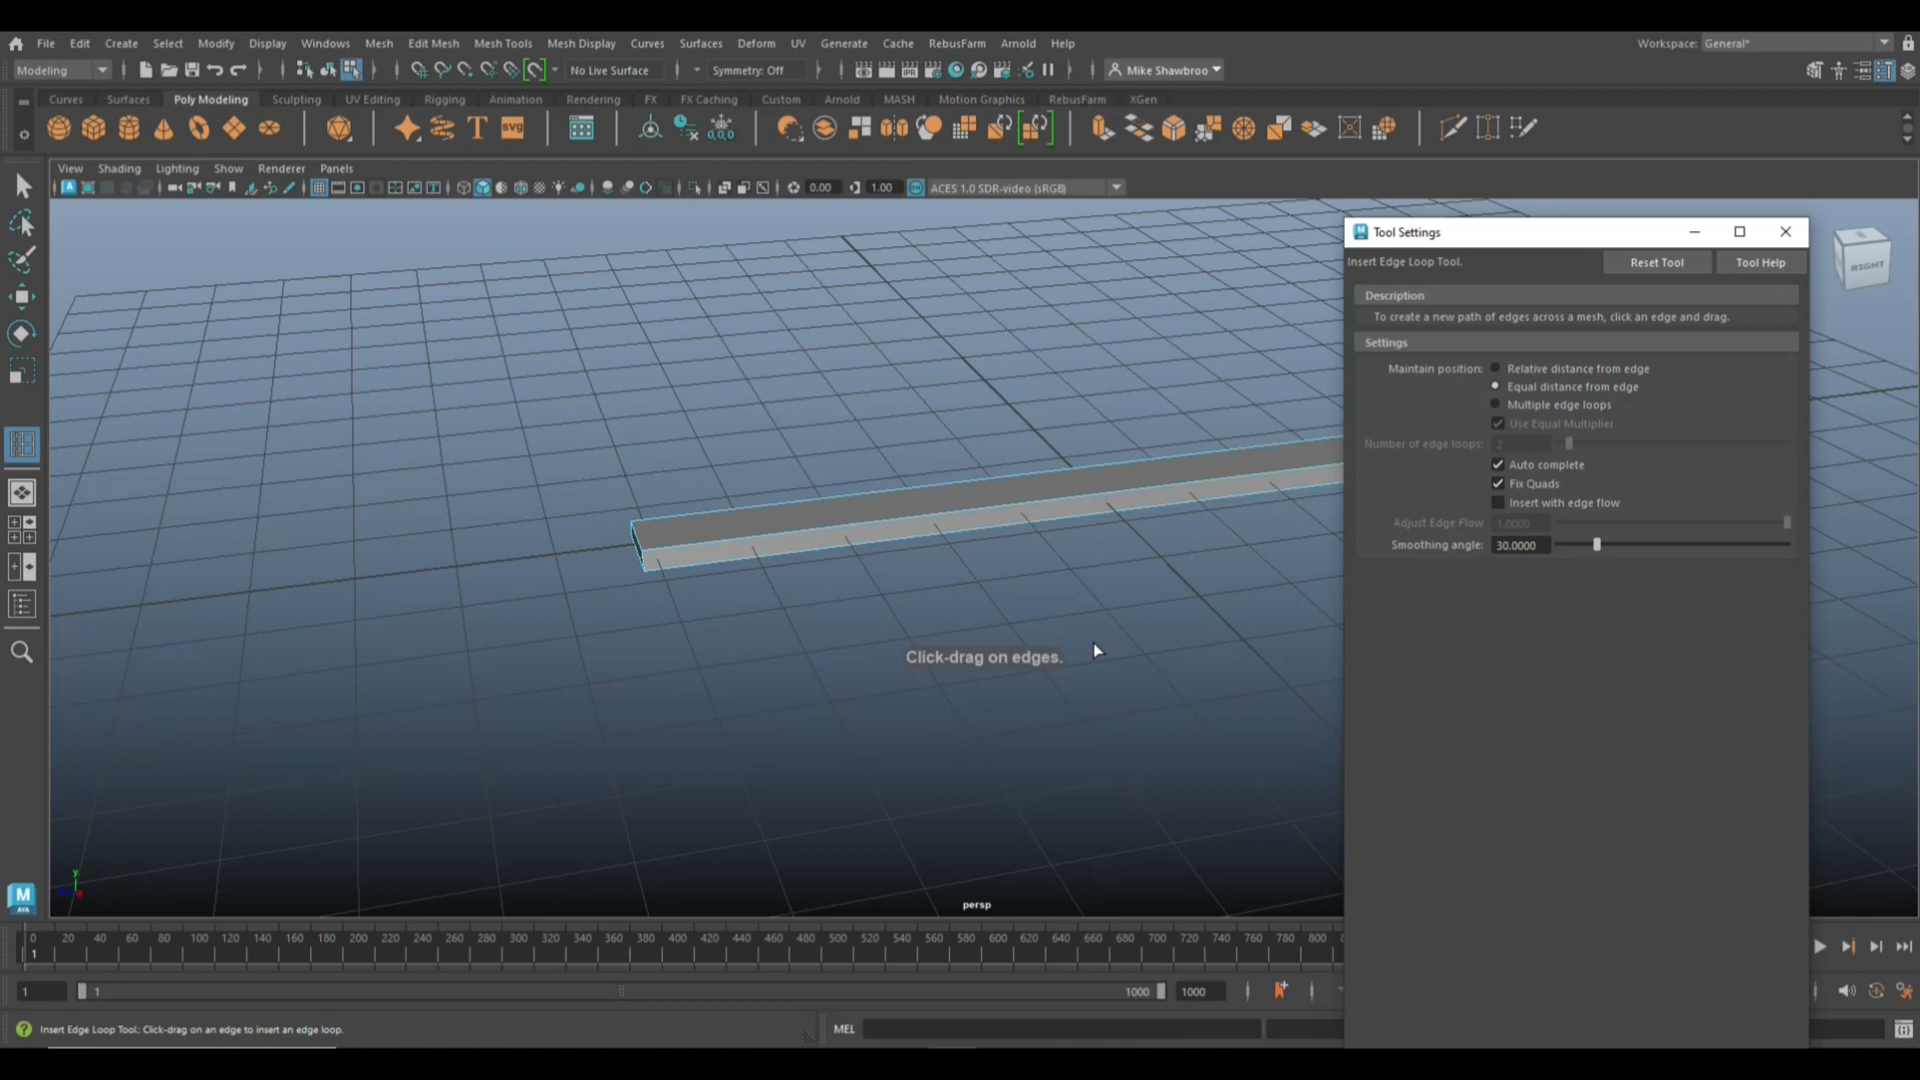 File Edit Create Select Modify Display Windows Mesh Edit Mesh Mesh Tools Mesh Display Curves Surfaces Deform UV Generate Cache RebusFarm Arnold Help Workspace: General*
Modeling No Live Surface Symmetry: Off IPR Mike Shawbroo
Curves Surfaces Poly Modeling Sculpting UV Editing Rigging Animation Rendering FX FX Caching Custom Arnold MASH Motion Graphics RebusFarm XGen
T SVG 0,0,0
View Shading Lighting Show Renderer Panels
0.00 1.00 ACES 1.0 SDR-video (sRGB)
Tool Settings
RIGHT
Insert Edge Loop Tool. Reset Tool Tool Help
Description
To create a new path of edges across a mesh, click an edge and drag.
Settings
Maintain position: Relative distance from edge
Equal distance from edge
Multiple edge loops
Use Equal Multiplier
Number of edge loops: 2
Auto complete
Fix Quads
Insert with edge flow
Adjust Edge Flow 1.0000
Smoothing angle: 30.0000
Click-drag on edges.
y
M
persp
0 20 40 60 80 100 120 140 160 180 200 220 240 260 280 300 320 340 360 380 400 420 440 460 480 500 520 540 560 580 600 620 640 660 680 700 720 740 760 780 800
1
1 1 1000 1000
Insert Edge Loop Tool: Click-drag on an edge to insert an edge loop. MEL